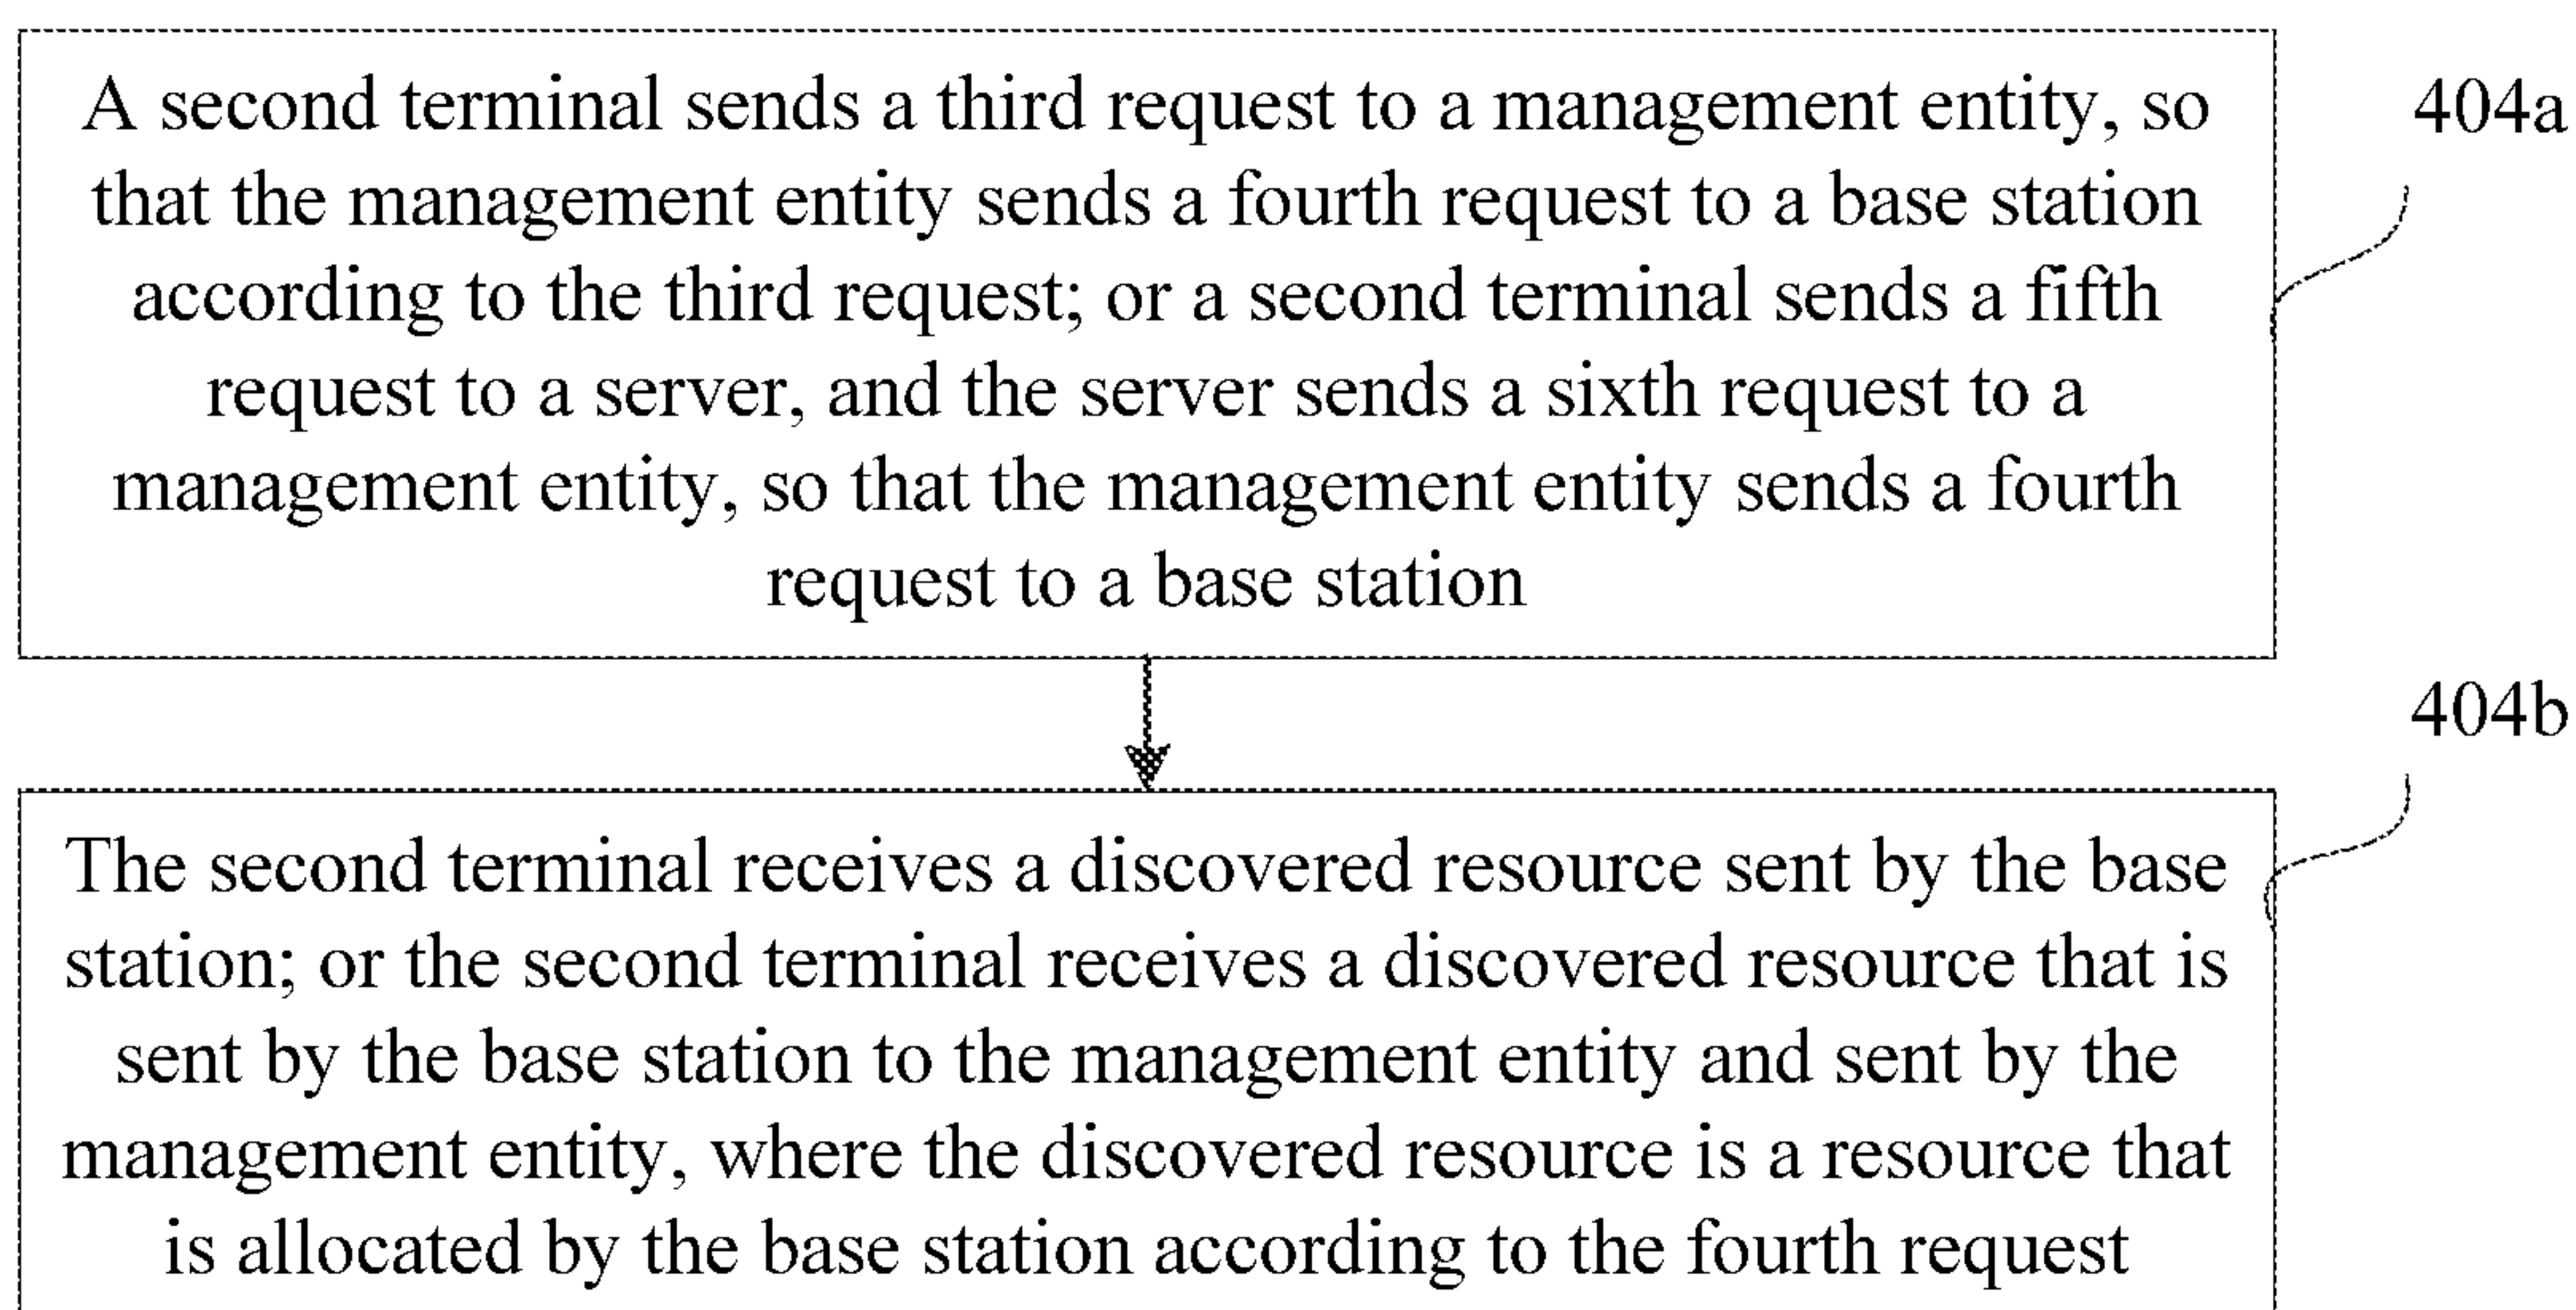 A second terminal sends a third request to a management entity, so
that the management entity sends a fourth request to a base station
according to the third request; or a second terminal sends a fifth
request to a server, and the server sends a sixth request to a
management entity, so that the management entity sends a fourth
request to a base station
404a
404b
The second terminal receives a discovered resource sent by the base
station; or the second terminal receives a discovered resource that is
sent by the base station to the management entity and sent by the
management entity, where the discovered resource is a resource that
is allocated by the base station according to the fourth request